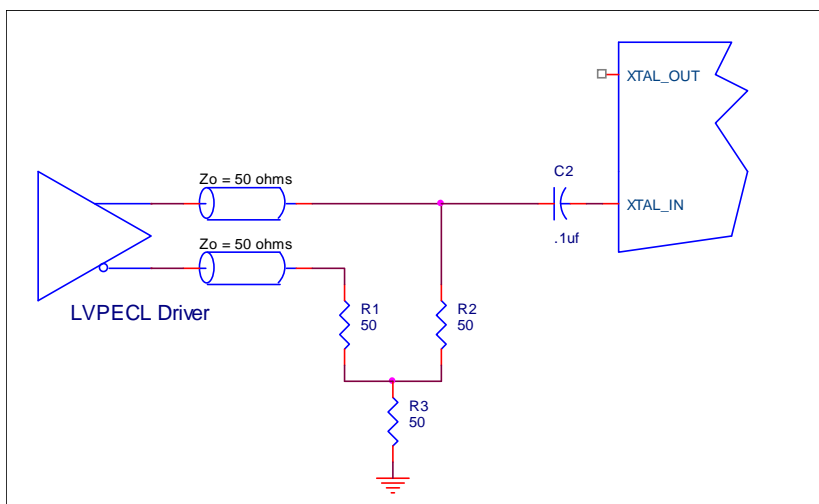 XTAL_OUT
Zo = 50 ohms
C2
XTAL_IN
.1uf
Zo = 50 ohms
LVPECL Driver
R1
50
R2
50
R3
50